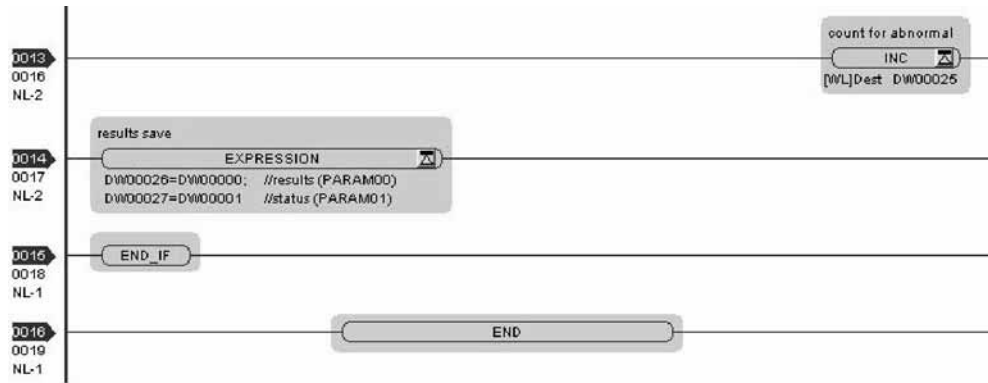 count for abnormal
0013
INC
0016
[WL]Dest DW00025
NL-2
results save
0014
EXPRESSION
0017
DW00026=DW00000; //results (PARAM00)
NL-2
DW00027=DW00001 //status (PARAM01)
0015
END_IF
0018
NL-1
0016
END
0019
NL-1